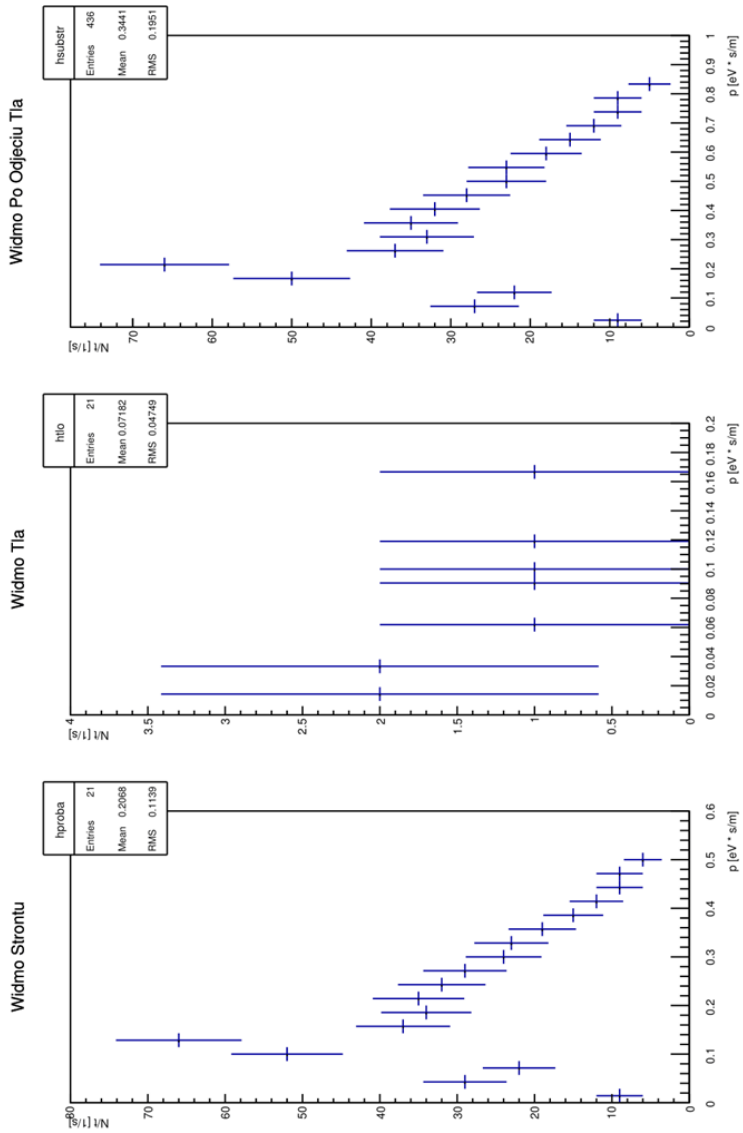 Widmo Strontu
hproba
Entries 21
Mean 0.2068
RMS 0.1139
N/t [1/s]
80
70
60
50
40
30
20
10
0
0 0.1 0.2 0.3 0.4 0.5 0.6
p [eV * s/m]
Widmo Tla
htlo
Entries 21
Mean 0.07182
RMS 0.04749
N/t [1/s]
4
3.5
3
2.5
2
1.5
1
0.5
0
0 0.02 0.04 0.06 0.08 0.1 0.12 0.14 0.16 0.18 0.2
p [eV * s/m]
Widmo Po Odjeciu Tla
hsubstr
Entries 436
Mean 0.3441
RMS 0.1951
N/t [1/s]
70
60
50
40
30
20
10
0
0 0.1 0.2 0.3 0.4 0.5 0.6 0.7 0.8 0.9 1
p [eV * s/m]